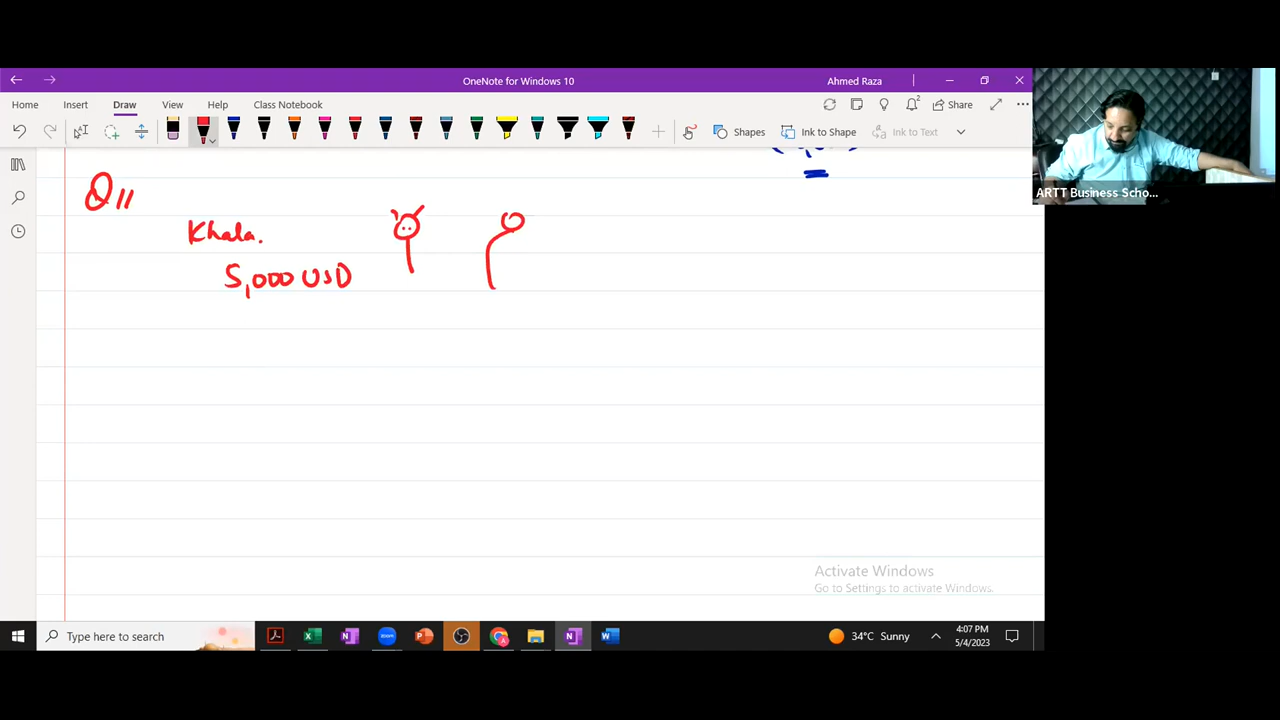 OneNote for Windows 10
Ahmed Raza
Home Insert Draw View Help Class Notebook
Share
Shapes
Ink to Shape
Ink to Text
ARTT Business Scho...
Q11
Khala.
5,000 USD
Activate Windows
Go to Settings to activate Windows.
Type here to search
34°C Sunny
4:07 PM
5/4/2023